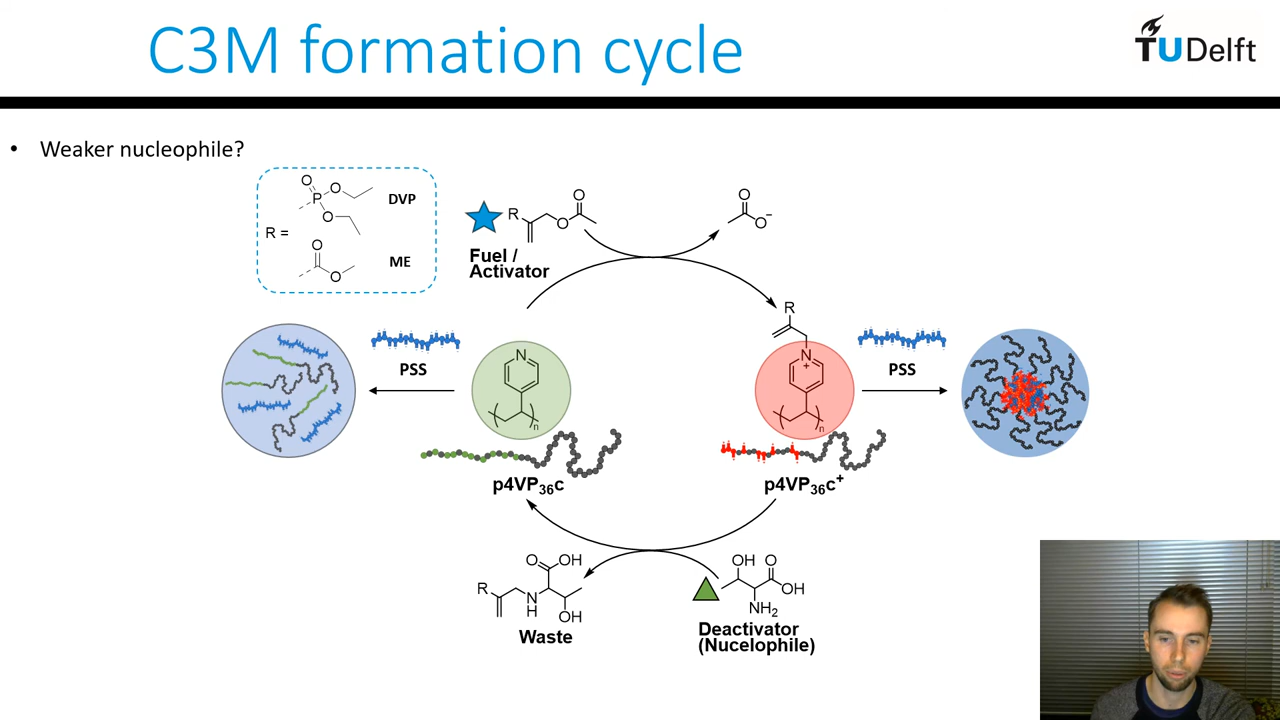 C3M formation cycle
TUDelft
• Weaker nucleophile?
R =
O
P
O
O
DVP
O
O
ME
R
O
O
Fuel /
Activator
O
O⁻
R
N
+
n
PSS
N
n
PSS
p4VP₃₆c
p4VP₃₆c⁺
R
O
OH
N
H
OH
Waste
OH
O
OH
NH₂
Deactivator
(Nucelophile)